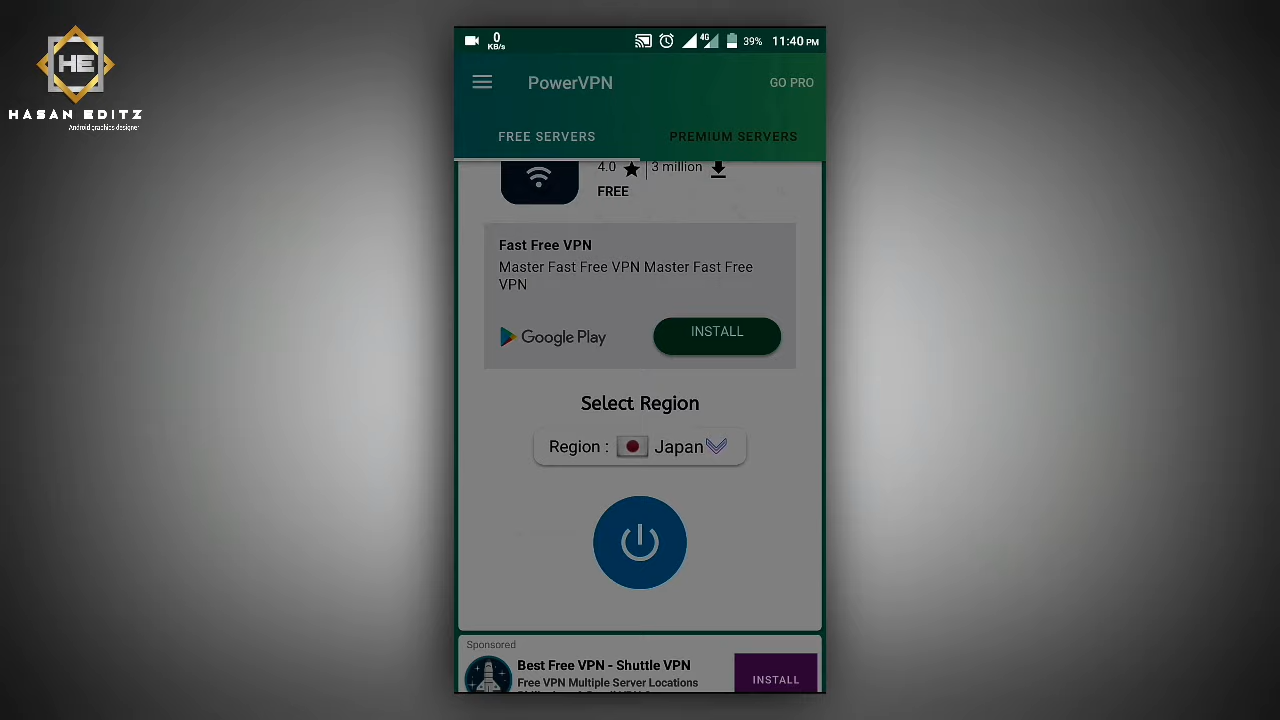 HE
HASAN EDITZ
Android graphics designer
0
KB/s
4G
39%
11:40 PM
PowerVPN
GO PRO
FREE SERVERS
PREMIUM SERVERS
4.0
3 million
FREE
Fast Free VPN
Master Fast Free VPN Master Fast Free
VPN
Google Play
INSTALL
Select Region
Region : Japan
Sponsored
Best Free VPN - Shuttle VPN
Free VPN Multiple Server Locations
INSTALL